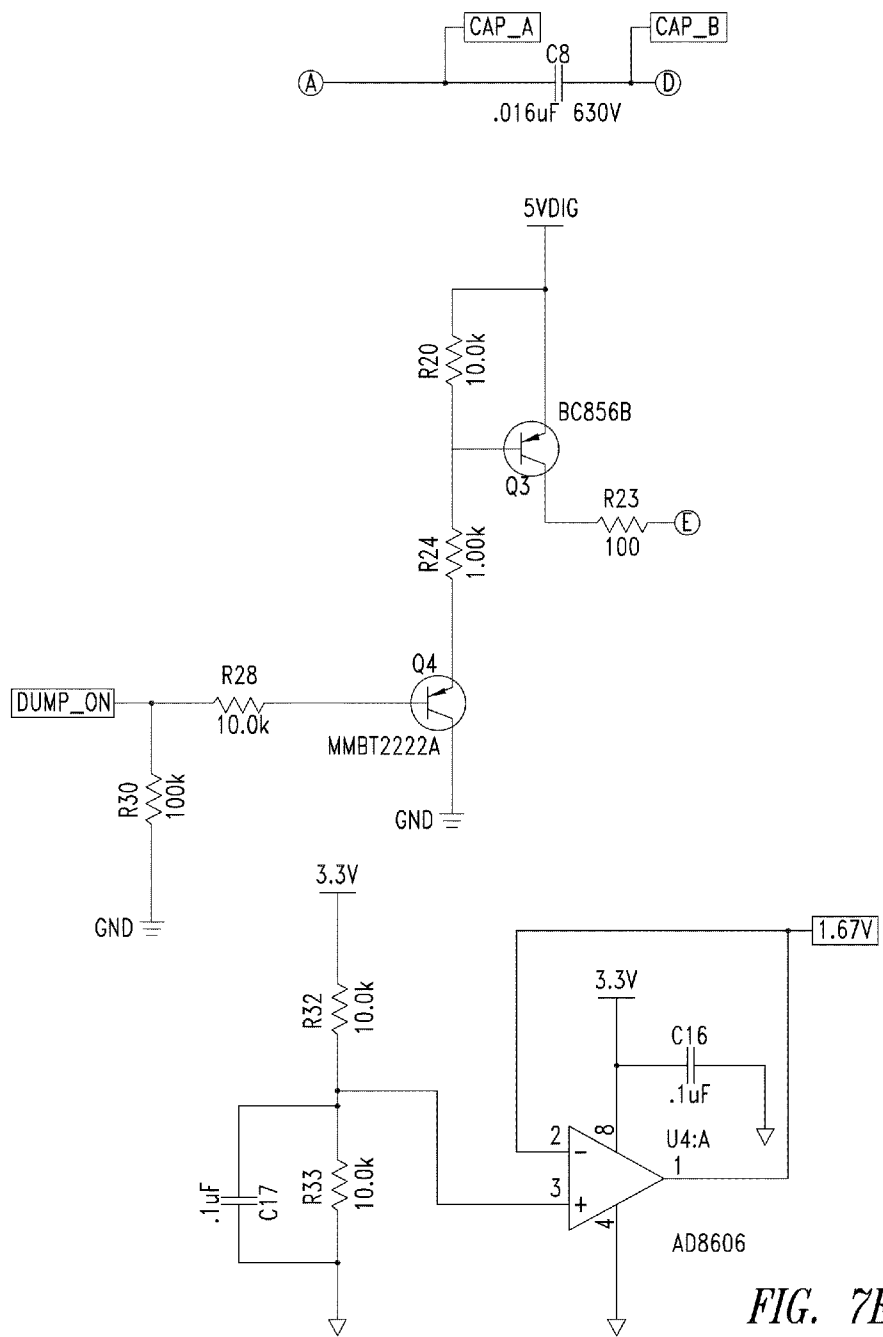 CAP_A
CAP_B
C8
A
D
.016uF 630V
5VDIG
R20
10.0k
BC856B
Q3
R23
E
100
R24
1.00k
Q4
R28
DUMP_ON
10.0k
MMBT2222A
R30
100k
GND
3.3V
GND
1.67V
R32
10.0k
3.3V
C16
.1uF
8
U4:A
2
-
1
3
+
4
R33
10.0k
.1uF
C17
AD8606
FIG. 7